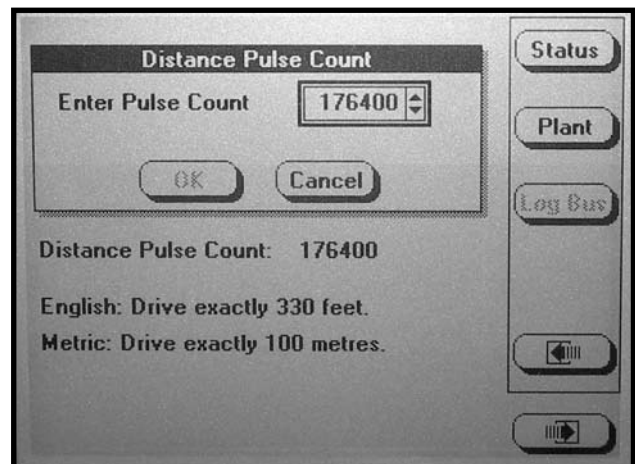 Distance Pulse Count
Enter Pulse Count 176400
OK Cancel
Distance Pulse Count: 176400
English: Drive exactly 330 feet.
Metric: Drive exactly 100 metres.
Status
Plant
Log Bus